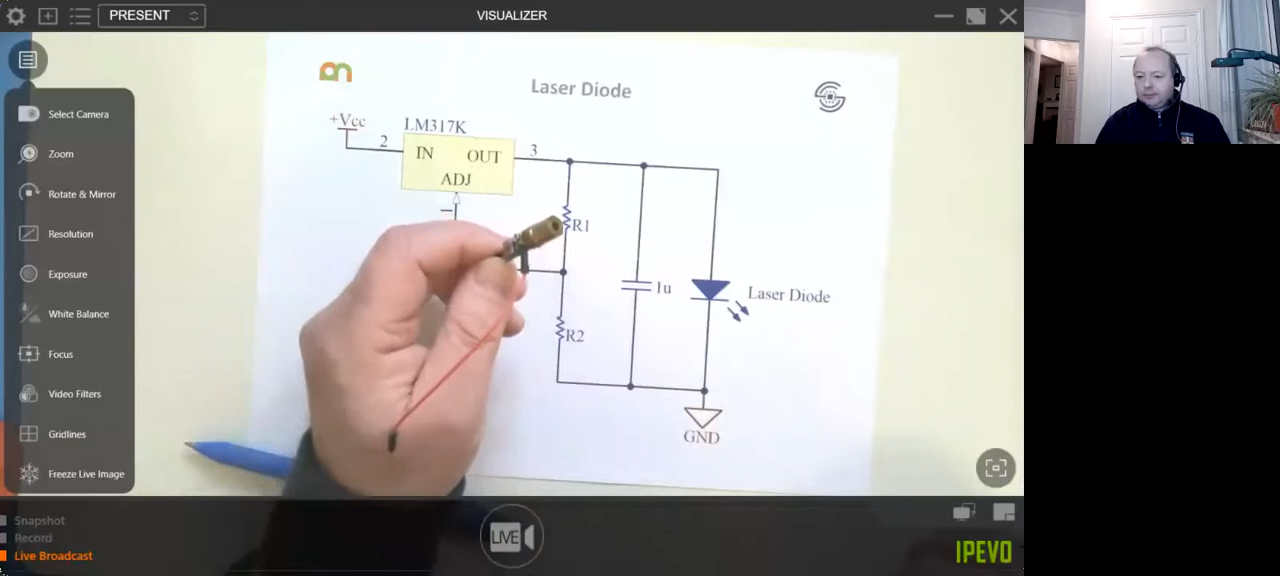 PRESENT
VISUALIZER
Select Camera
Zoom
Rotate & Mirror
Resolution
Exposure
White Balance
Focus
Video Filters
Gridlines
Freeze Live Image
Laser Diode
+Vcc
2
LM317K
3
IN OUT
ADJ
R1
1u
Laser Diode
R2
GND
Snapshot
Record
Live Broadcast
LIVE
IPEVO